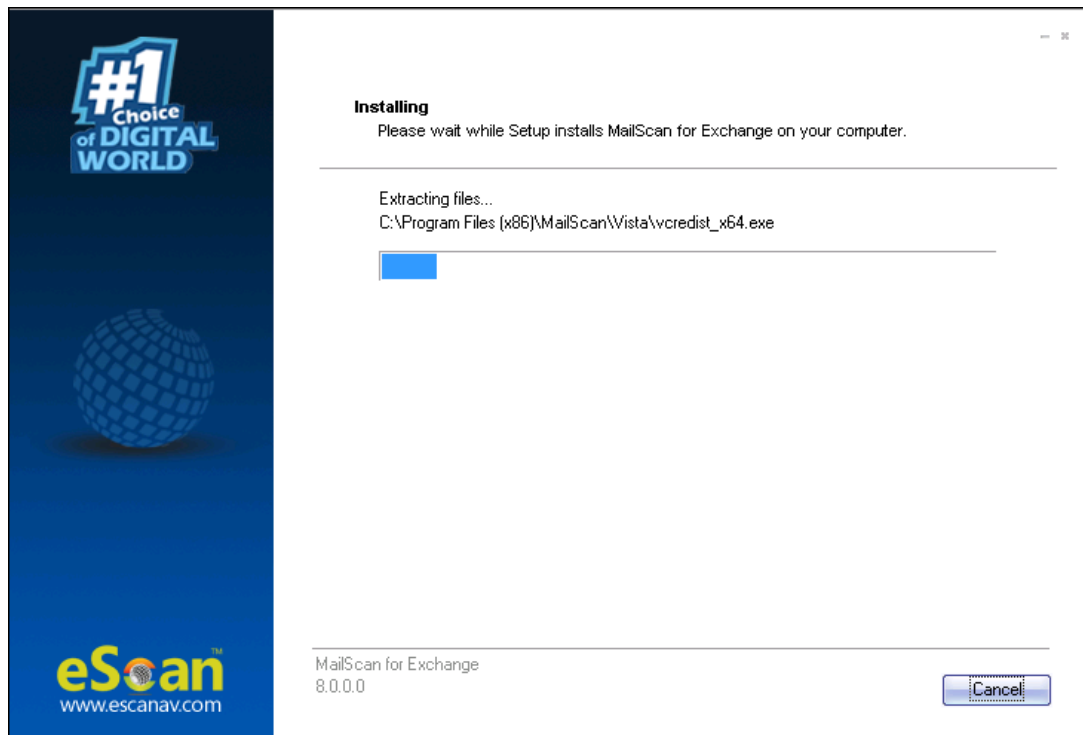 #1
Choice
of DIGITAL
WORLD
Installing
Please wait while Setup installs MailScan for Exchange on your computer.
Extracting files...
C:\Program Files (x86)\MailScan\Vista\vcredist_x64.exe
eScan™
www.escanav.com
MailScan for Exchange
8.0.0.0
Cancel